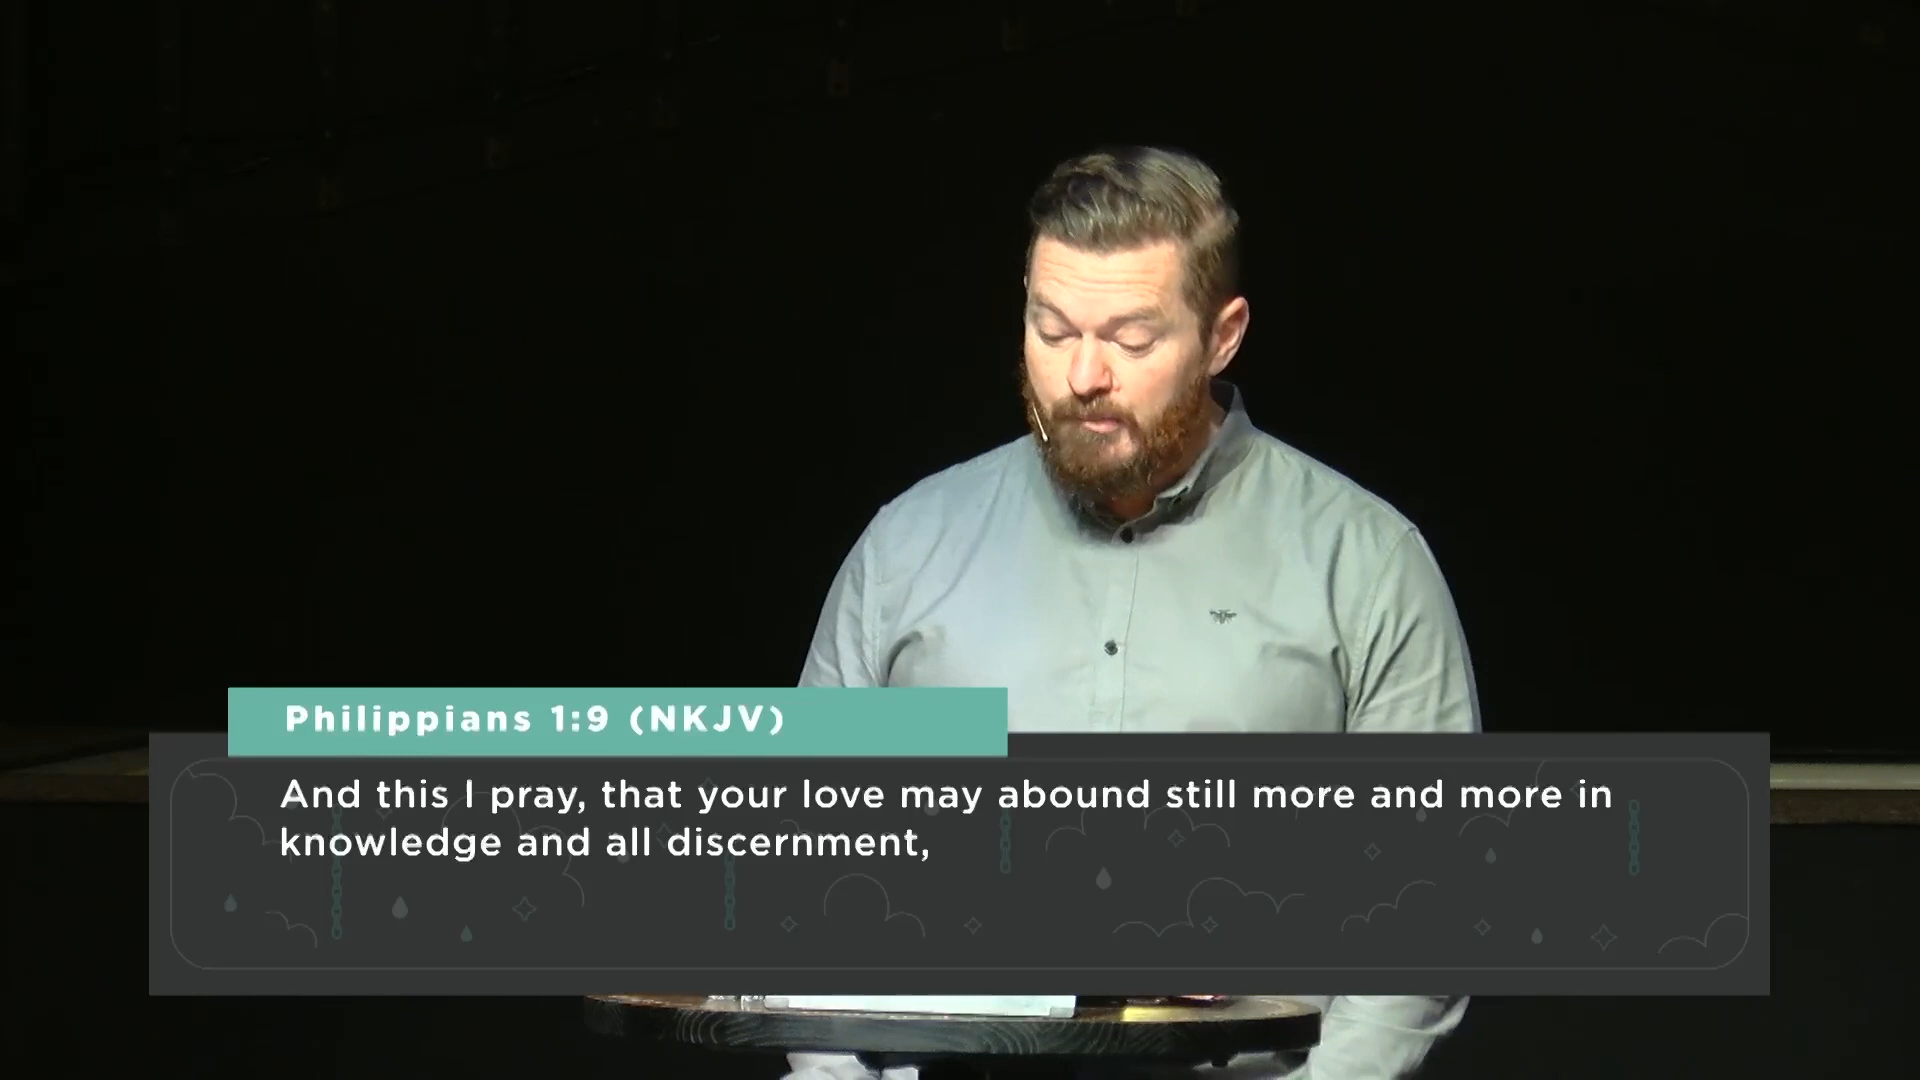 Philippians 1:9 (NKJV)
And this I pray, that your love may abound still more and more in
knowledge and all discernment,